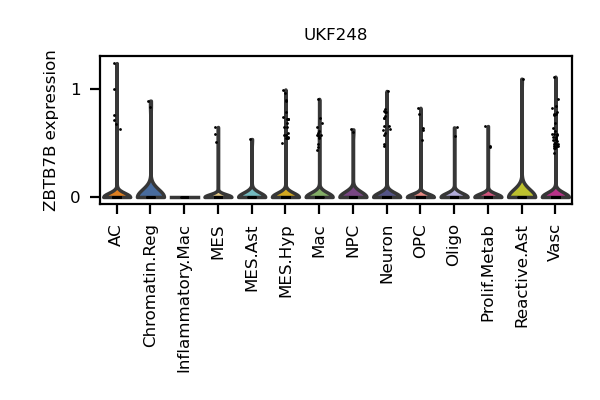 UKF248
ZBTB7B expression
1
0
AC
Chromatin.Reg
Inflammatory.Mac
MES
MES.Ast
MES.Hyp
Mac
NPC
Neuron
OPC
Oligo
Prolif.Metab
Reactive.Ast
Vasc